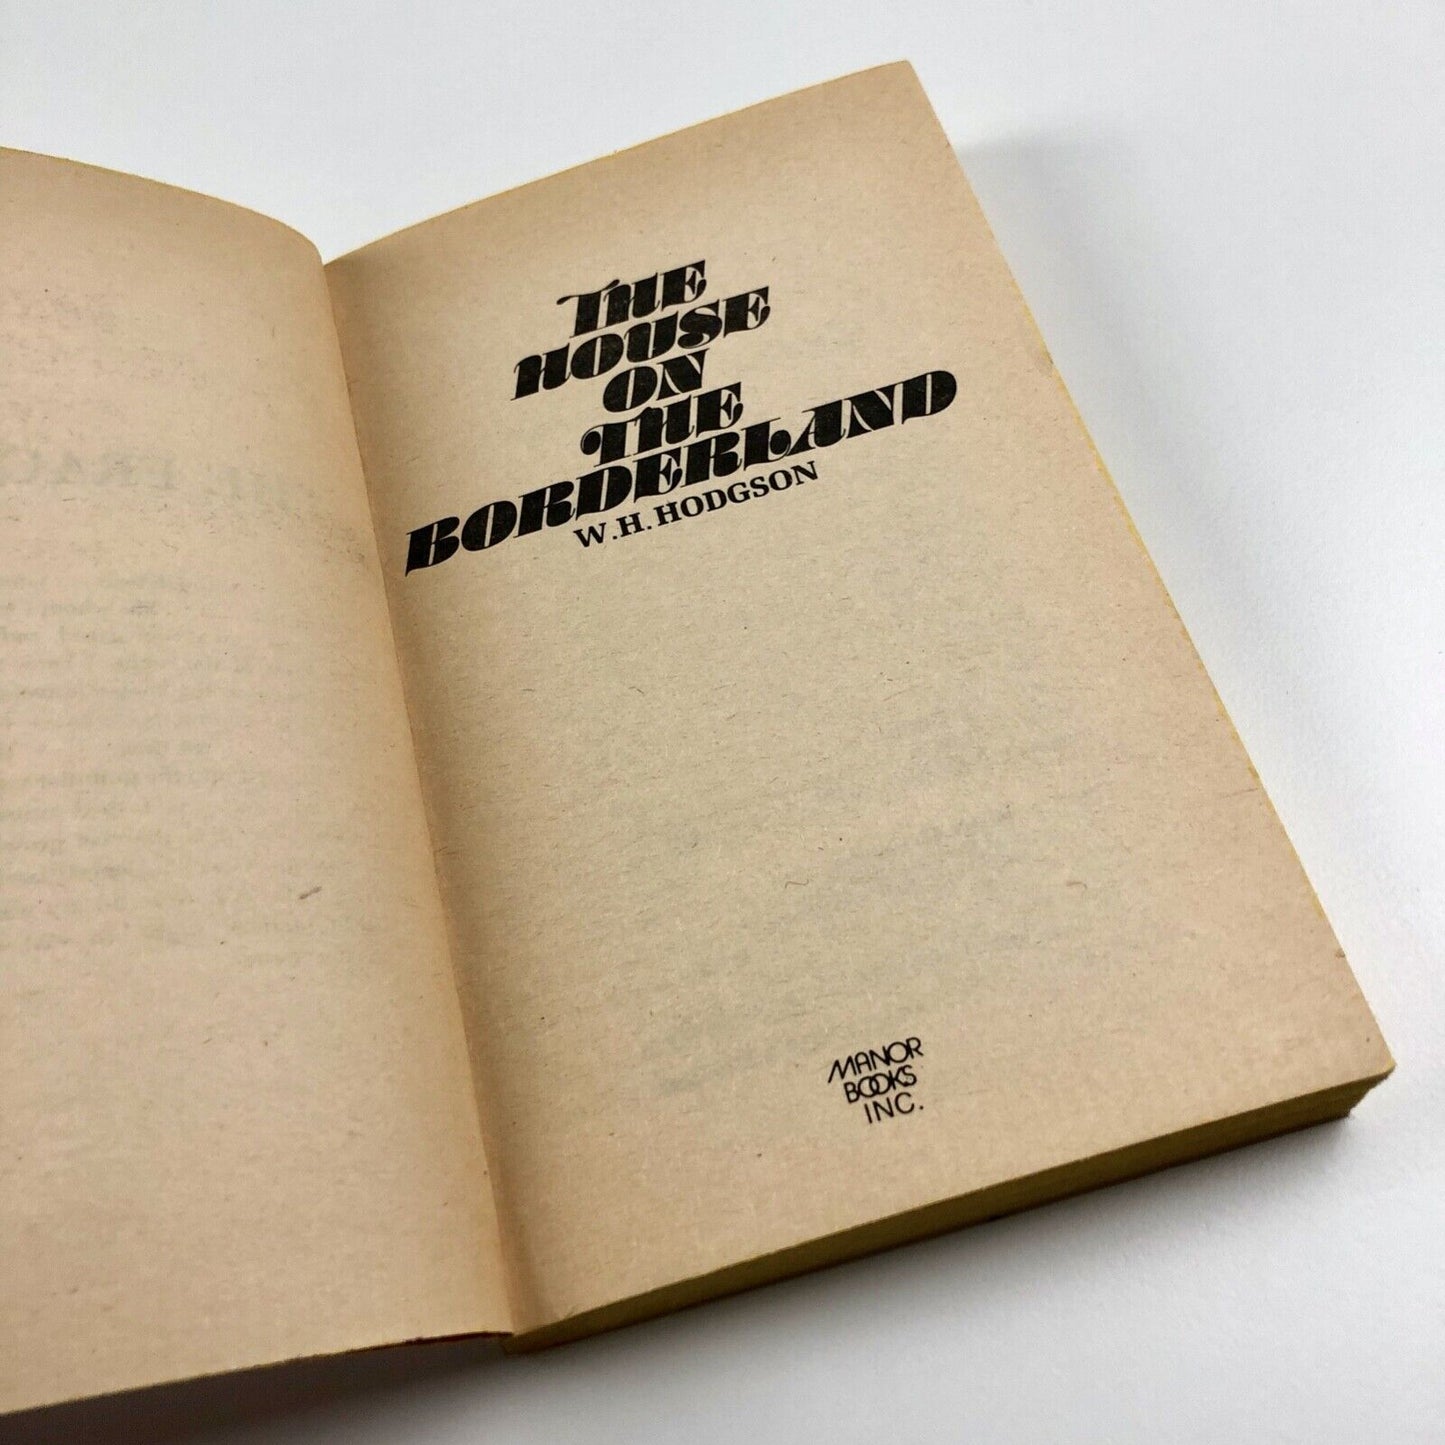 THE
HOUSE
ON
THE
BORDERLAND
W.H. HODGSON
MANOR
BOOKS
INC.